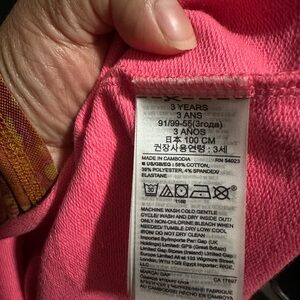 3 YEARS
3 ANS
91/99-55(3года)
3 AÑOS
日本 100 CM
권장사용연령 : 3세
MADE IN CAMBODIA RN 54023
58% COTTON,
38% POLYESTER, 4% SPANDEX/
ELASTANE
30
MACHINE WASH COLD GENTLE
CYCLE/ WASH AND DRY INSIDE OUT/
ONLY NON-CHLORINE BLEACH WHEN
NEEDED/ TUMBLE DRY LOW/ COOL
IRON/ DO NOT DRY CLEAN
MARCA: GAP